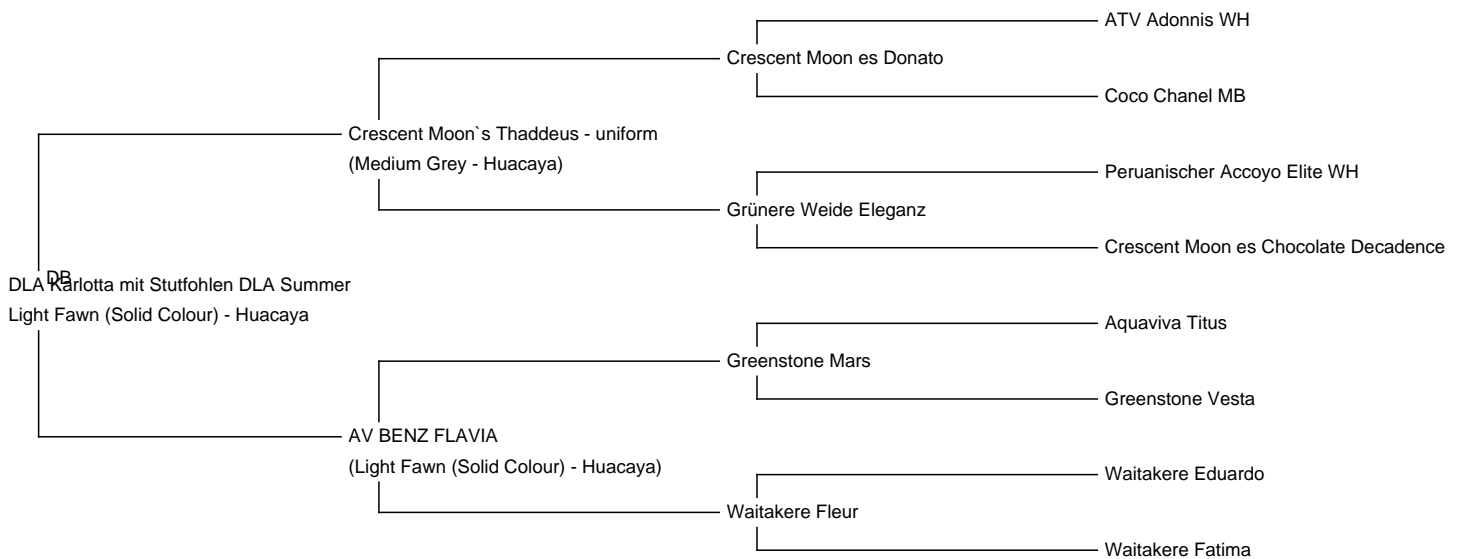 ATV Adonnis WH
Crescent Moon es Donato
Coco Chanel MB
Crescent Moon`s Thaddeus - uniform
(Medium Grey - Huacaya)
Peruanischer Accoyo Elite WH
Grünere Weide Eleganz
Crescent Moon es Chocolate Decadence
DB
DLA Karlotta mit Stutfohlen DLA Summer
Light Fawn (Solid Colour) - Huacaya
Aquaviva Titus
Greenstone Mars
Greenstone Vesta
AV BENZ FLAVIA
(Light Fawn (Solid Colour) - Huacaya)
Waitakere Eduardo
Waitakere Fleur
Waitakere Fatima